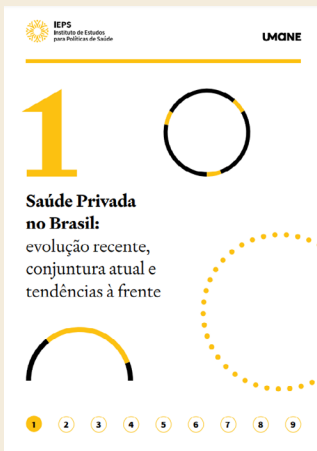 IEPS
Instituto de Estudos
para Políticas de Saúde
UMANE
1
Saúde Privada
no Brasil:
evolução recente,
conjuntura atual e
tendências à frente
1 2 3 4 5 6 7 8 9